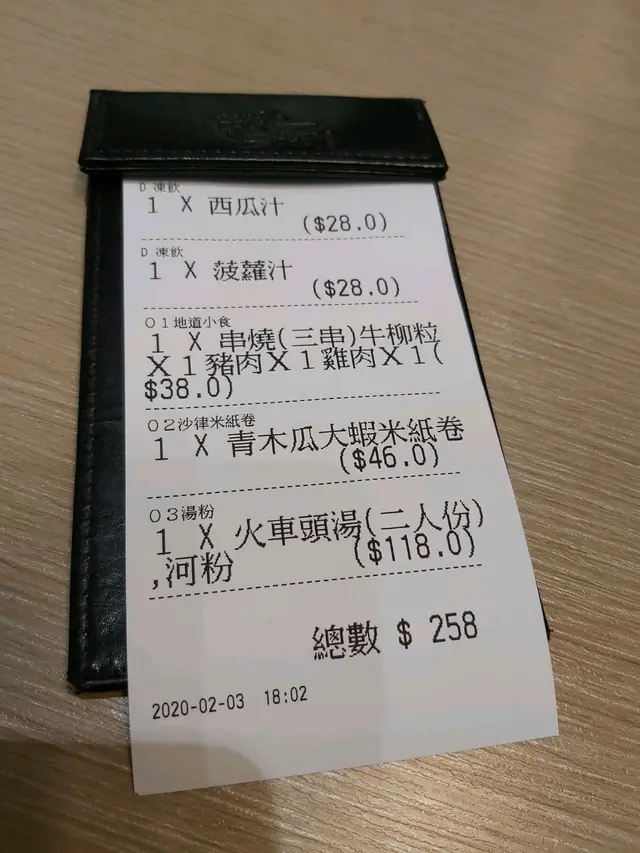 D 凍飲
1 X 西瓜汁
($28.0)
D 凍飲
1 X 菠蘿汁
($28.0)
01地道小食
1 X 串燒(三串)牛柳粒
X1豬肉X1雞肉X1(
$38.0)
02沙律米紙卷
1 X 青木瓜大蝦米紙卷
($46.0)
03湯粉
1 X 火車頭湯(二人份)
,河粉 ($118.0)
總數 $ 258
2020-02-03 18:02